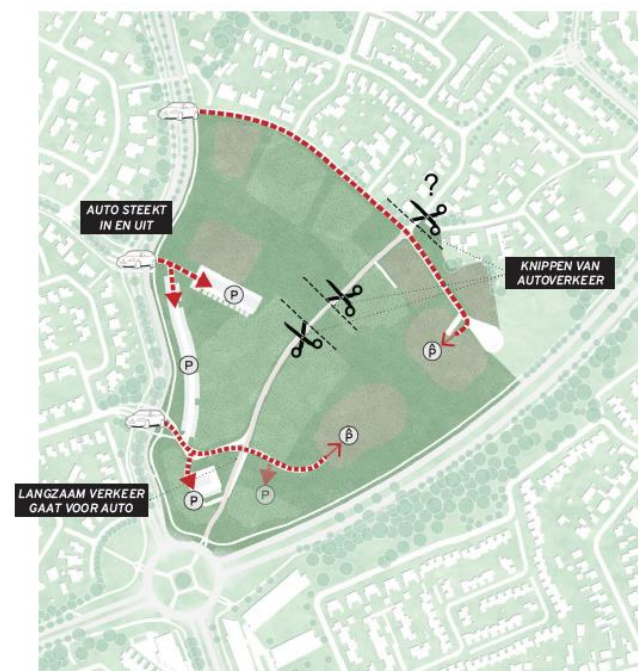 ?
AUTO STEEKT
IN EN UIT
KNIPPEN VAN
AUTOVERKEER
P
P
P̂
P̂
LANGZAAM VERKEER
GAAT VOOR AUTO
P
P